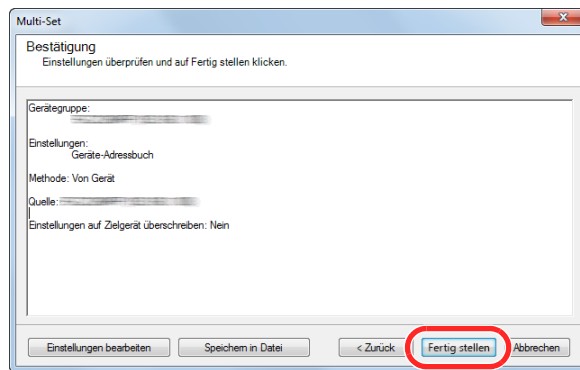 Multi-Set
Bestätigung
Einstellungen überprüfen und auf Fertig stellen klicken.
Gerätegruppe:
Einstellungen:
Geräte-Adressbuch
Methode: Von Gerät
Quelle:
Einstellungen auf Zielgerät überschreiben: Nein
Einstellungen bearbeiten
Speichern in Datei
< Zurück
Fertig stellen
Abbrechen